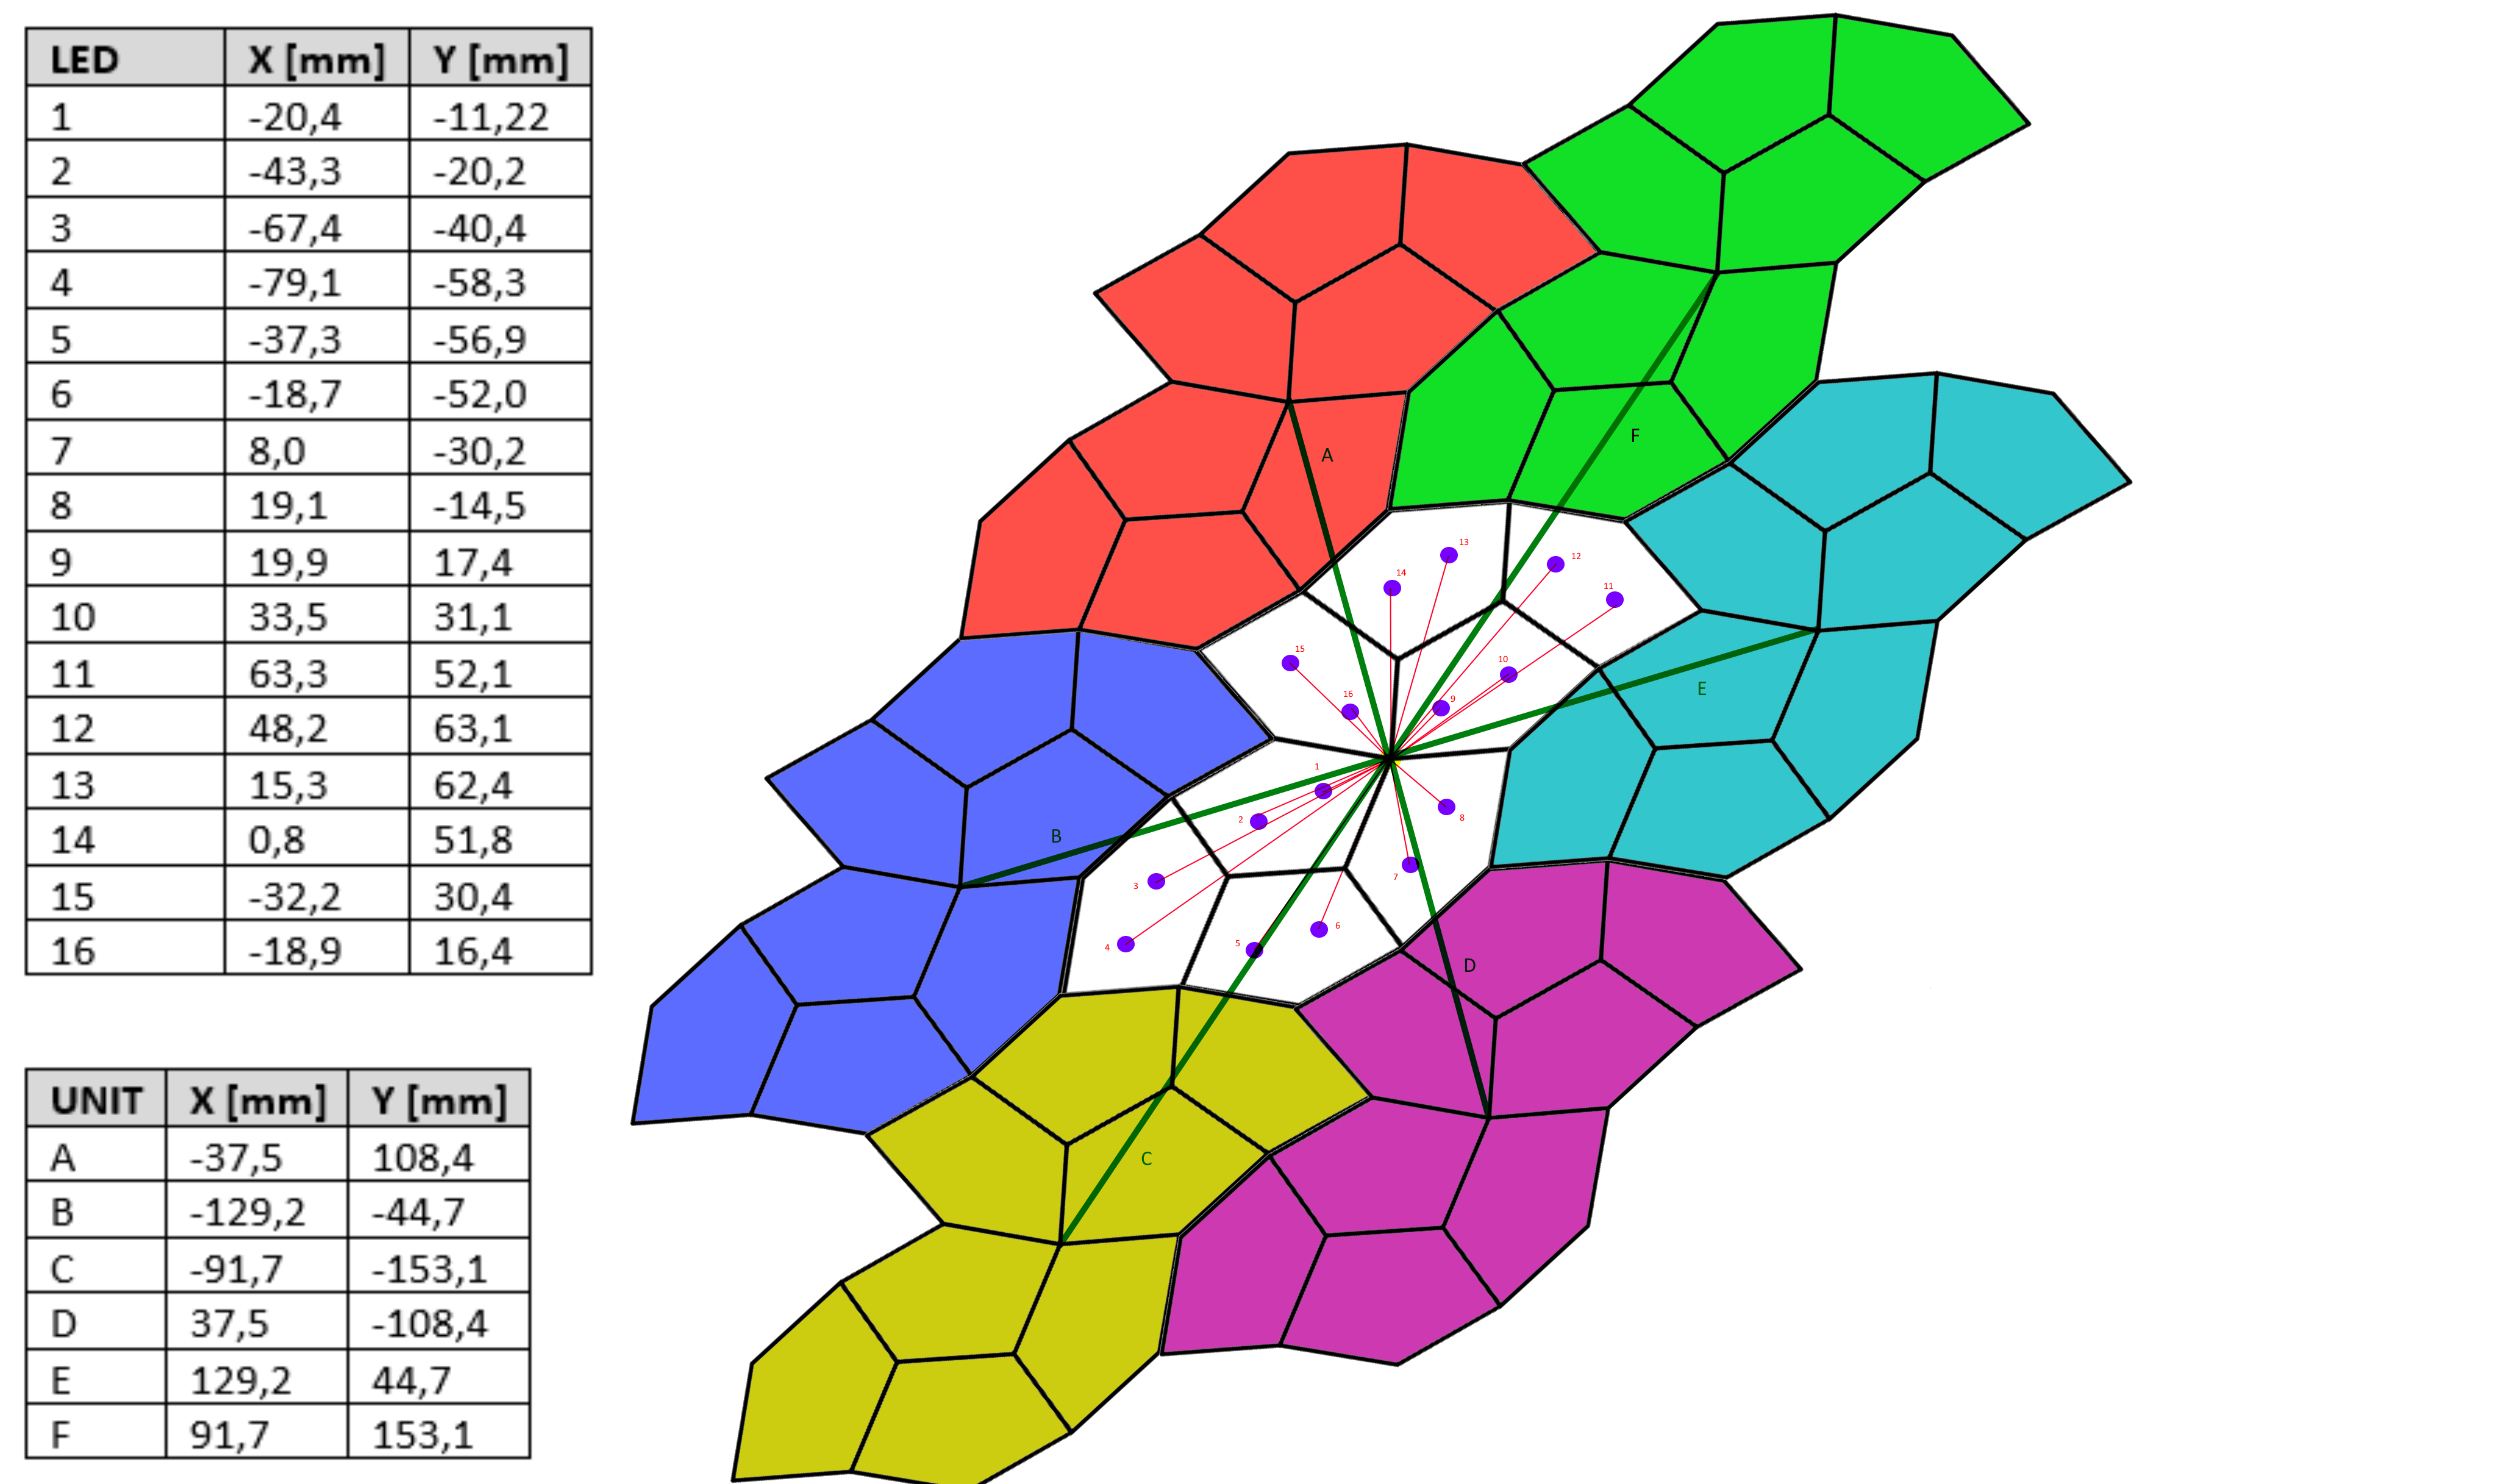 LED X [mm] Y [mm]
1 -20,4 -11,22
2 -43,3 -20,2
3 -67,4 -40,4
4 -79,1 -58,3
5 -37,3 -56,9
6 -18,7 -52,0
7 8,0 -30,2
8 19,1 -14,5
9 19,9 17,4
10 33,5 31,1
11 63,3 52,1
12 48,2 63,1
13 15,3 62,4
14 0,8 51,8
15 -32,2 30,4
16 -18,9 16,4
UNIT X [mm] Y [mm]
A -37,5 108,4
B -129,2 -44,7
C -91,7 -153,1
D 37,5 -108,4
E 129,2 44,7
F 91,7 153,1
F
A
13
12
14
11
15
10
E
16
9
1
8
2
B
7
3
6
5
4
D
C